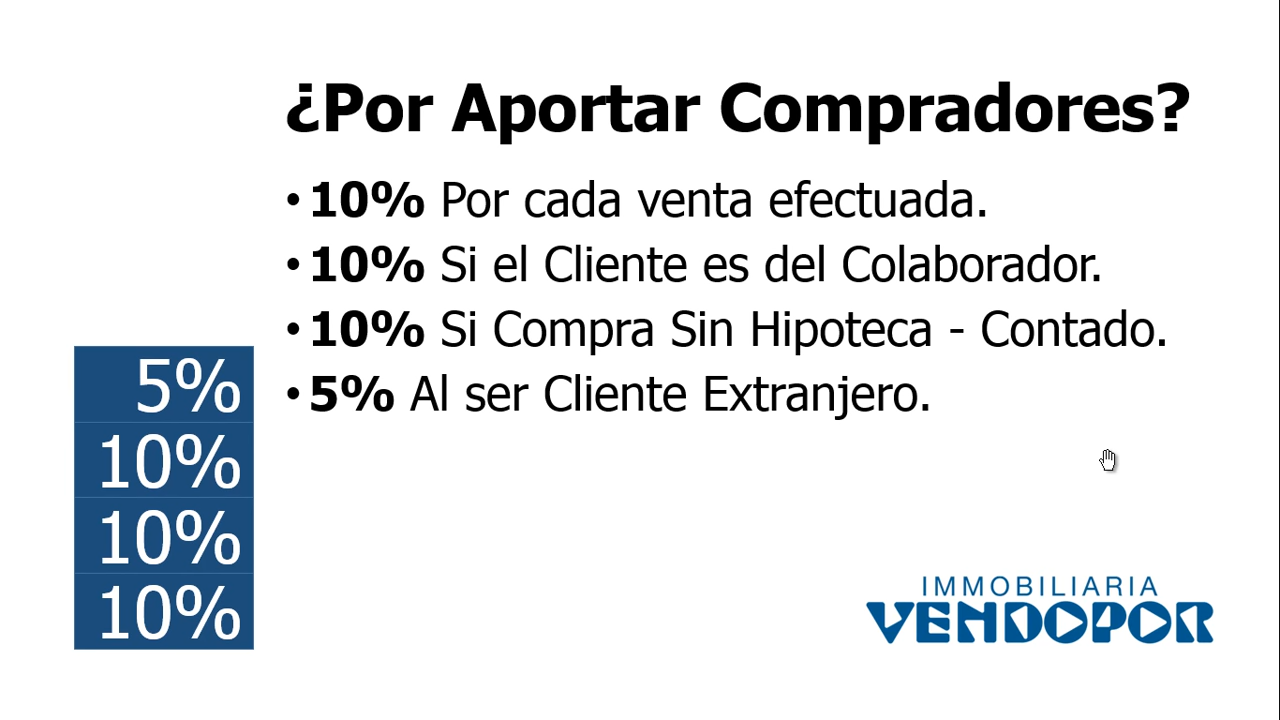 ¿Por Aportar Compradores?
• 10% Por cada venta efectuada.
• 10% Si el Cliente es del Colaborador.
• 10% Si Compra Sin Hipoteca - Contado.
• 5% Al ser Cliente Extranjero.
5%
10%
10%
10%
IMMOBILIARIA
VENDOPOR